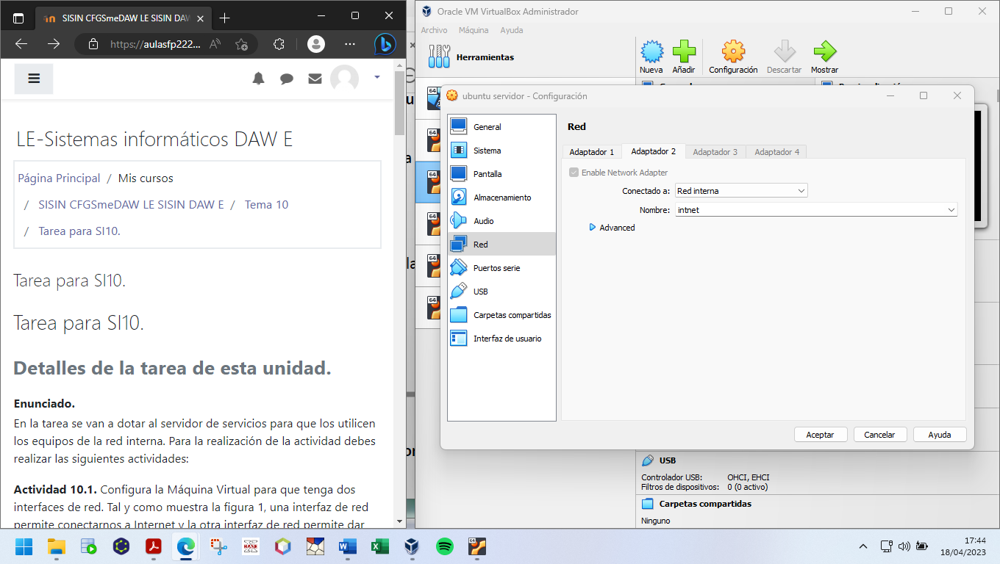 SISIN CFGSmeDAW LE SISIN DAW
https://aulasfp222...
LE-Sistemas informáticos DAW E
Página Principal / Mis cursos
/ SISIN CFGSmeDAW LE SISIN DAW E / Tema 10
/ Tarea para SI10.
Tarea para SI10.
Tarea para SI10.
Detalles de la tarea de esta unidad.
Enunciado.
En la tarea se van a dotar al servidor de servicios para que los utilicen
los equipos de la red interna. Para la realización de la actividad debes
realizar las siguientes actividades:
Actividad 10.1. Configura la Máquina Virtual para que tenga dos
interfaces de red. Tal y como muestra la figura 1, una interfaz de red
permite conectarnos a Internet y la otra interfaz de red permite dar
Oracle VM VirtualBox Administrador
Archivo Máquina Ayuda
Herramientas
Nueva Añadir Configuración Descartar Mostrar
64
64
64
64
64
64
ubuntu servidor - Configuración
General
Sistema
Pantalla
Almacenamiento
Audio
Red
Puertos serie
USB
Carpetas compartidas
Interfaz de usuario
Red
Adaptador 1 Adaptador 2 Adaptador 3 Adaptador 4
Enable Network Adapter
Conectado a: Red interna
Nombre: intnet
Advanced
Aceptar Cancelar Ayuda
USB
Controlador USB: OHCI, EHCI
Filtros de dispositivos: 0 (0 activo)
Carpetas compartidas
Ninguno
17:44
18/04/2023